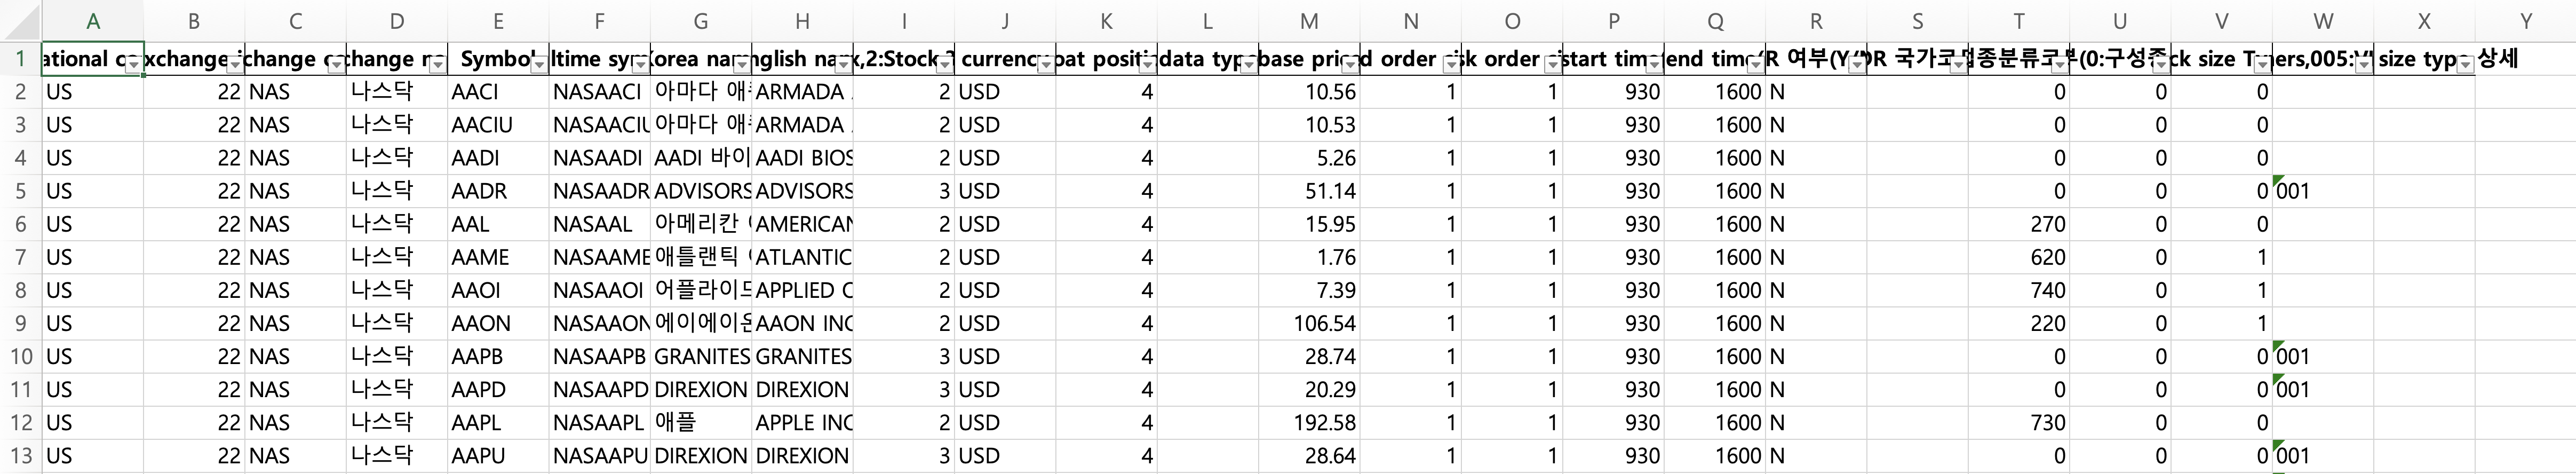 A B C D E F G H I J K L M N O P Q R S T U V W X Y
1 ational c xchange i change c change n Symbol ltime sym Korea nam nglish na x,2:Stock,3 currency oat positi data typ base pric d order sk order start tim end time R 여부(Y/ DR 국가코 업종분류코 (0:구성종 ck size Ty ers,005:V size type 상세
2 US 22 NAS 나스닥 AACI NASAACI 아마다 애 ARMADA 2 USD 4 10.56 1 1 930 1600 N 0 0 0
3 US 22 NAS 나스닥 AACIU NASAACIU 아마다 애 ARMADA 2 USD 4 10.53 1 1 930 1600 N 0 0 0
4 US 22 NAS 나스닥 AADI NASAADI AADI 바이 AADI BIOS 2 USD 4 5.26 1 1 930 1600 N 0 0 0
5 US 22 NAS 나스닥 AADR NASAADR ADVISORS ADVISORS 3 USD 4 51.14 1 1 930 1600 N 0 0 0 001
6 US 22 NAS 나스닥 AAL NASAAL 아메리칸 AMERICAN 2 USD 4 15.95 1 1 930 1600 N 270 0 0
7 US 22 NAS 나스닥 AAME NASAAME 애틀랜틱 ATLANTIC 2 USD 4 1.76 1 1 930 1600 N 620 0 1
8 US 22 NAS 나스닥 AAOI NASAAOI 어플라이드 APPLIED O 2 USD 4 7.39 1 1 930 1600 N 740 0 1
9 US 22 NAS 나스닥 AAON NASAAON 에이에이온 AAON INC 2 USD 4 106.54 1 1 930 1600 N 220 0 1
10 US 22 NAS 나스닥 AAPB NASAAPB GRANITES GRANITES 3 USD 4 28.74 1 1 930 1600 N 0 0 0 001
11 US 22 NAS 나스닥 AAPD NASAAPD DIREXION DIREXION 3 USD 4 20.29 1 1 930 1600 N 0 0 0 001
12 US 22 NAS 나스닥 AAPL NASAAPL 애플 APPLE INC 2 USD 4 192.58 1 1 930 1600 N 730 0 0
13 US 22 NAS 나스닥 AAPU NASAAPU DIREXION DIREXION 3 USD 4 28.64 1 1 930 1600 N 0 0 0 001